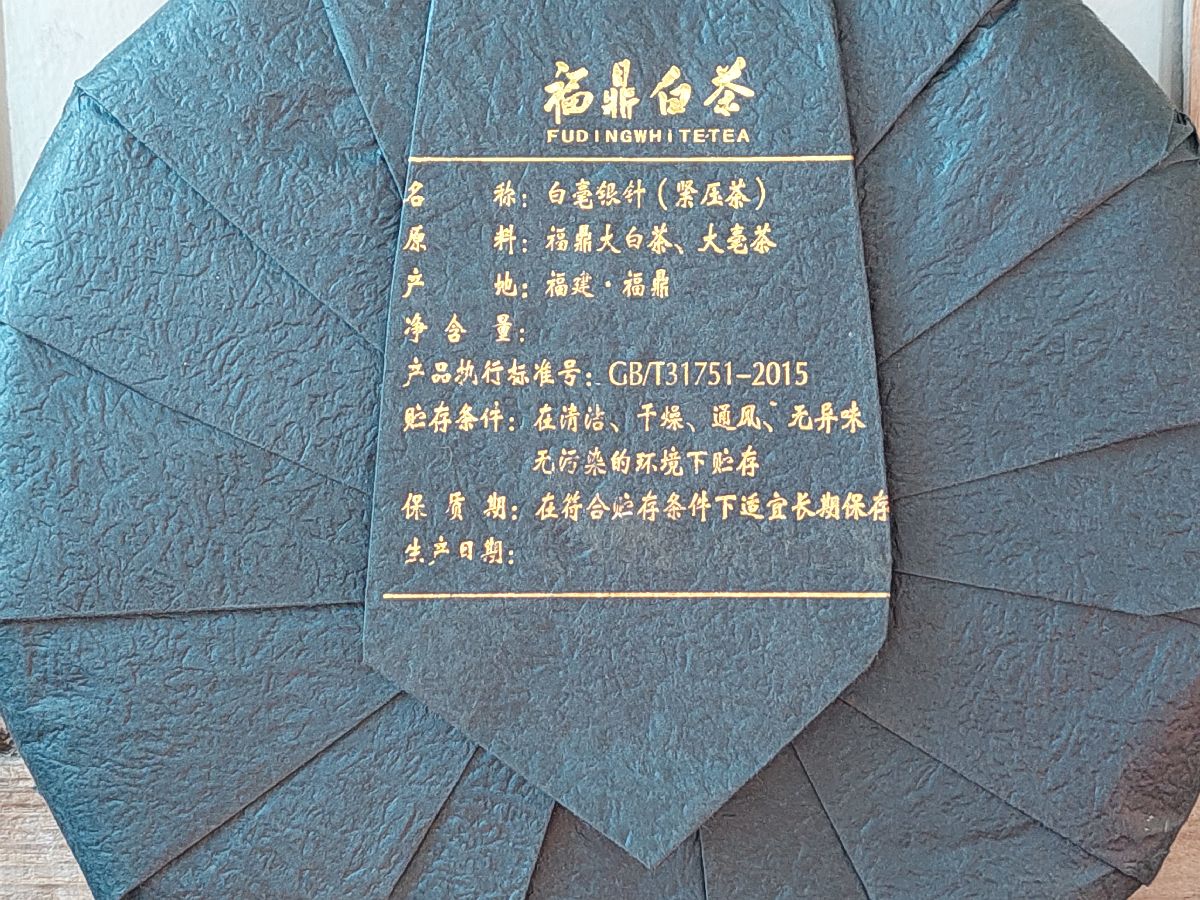 福鼎白茶
FUDINGWHITETEA
名 称：白毫银针（紧压茶）
原 料：福鼎大白茶、大毫茶
产 地：福建·福鼎
净 含 量：
产品执行标准号：GB/T31751-2015
贮存条件：在清洁、干燥、通风、无异味
无污染的环境下贮存
保 质 期：在符合贮存条件下适宜长期保存
生产日期：